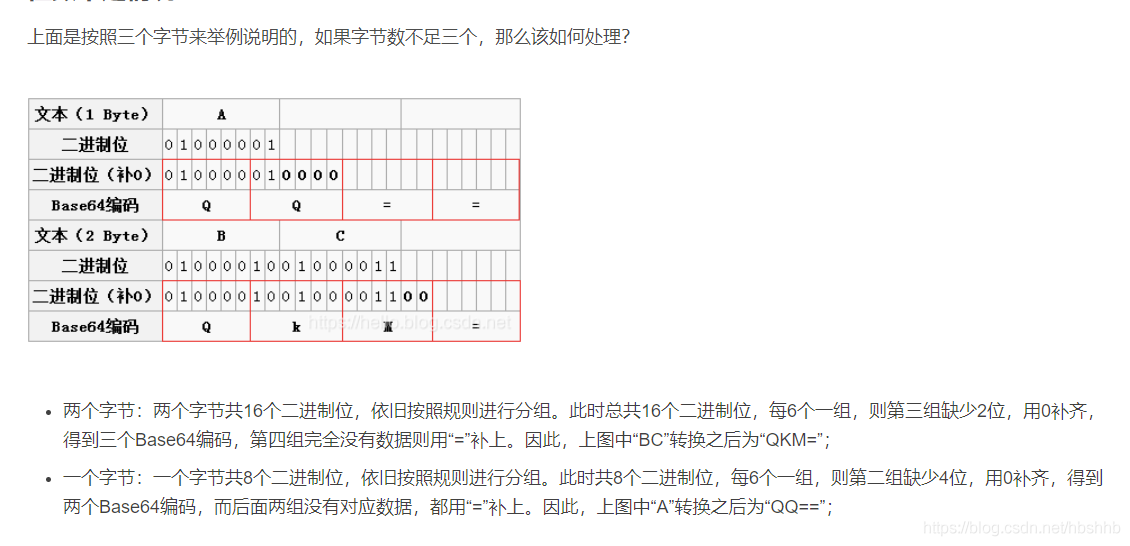 上面是按照三个字节来举例说明的，如果字节数不足三个，那么该如何处理？
文本（1 Byte） A
二进制位 0 1 0 0 0 0 0 1
二进制位（补0） 0 1 0 0 0 0 0 1 0 0 0 0
Base64编码 Q Q = =
文本（2 Byte） B C
二进制位 0 1 0 0 0 0 1 0 0 1 0 0 0 0 1 1
二进制位（补0） 0 1 0 0 0 0 1 0 0 1 0 0 0 0 1 1 0 0
Base64编码 Q k M =
https://hello.blog.csdn.net
• 两个字节：两个字节共16个二进制位，依旧按照规则进行分组。此时总共16个二进制位，每6个一组，则第三组缺少2位，用0补齐，
得到三个Base64编码，第四组完全没有数据则用“=”补上。因此，上图中“BC”转换之后为“QKM=”；
• 一个字节：一个字节共8个二进制位，依旧按照规则进行分组。此时共8个二进制位，每6个一组，则第二组缺少4位，用0补齐，得到
两个Base64编码，而后面两组没有对应数据，都用“=”补上。因此，上图中“A”转换之后为“QQ==”；
https://blog.csdn.net/hbshhb